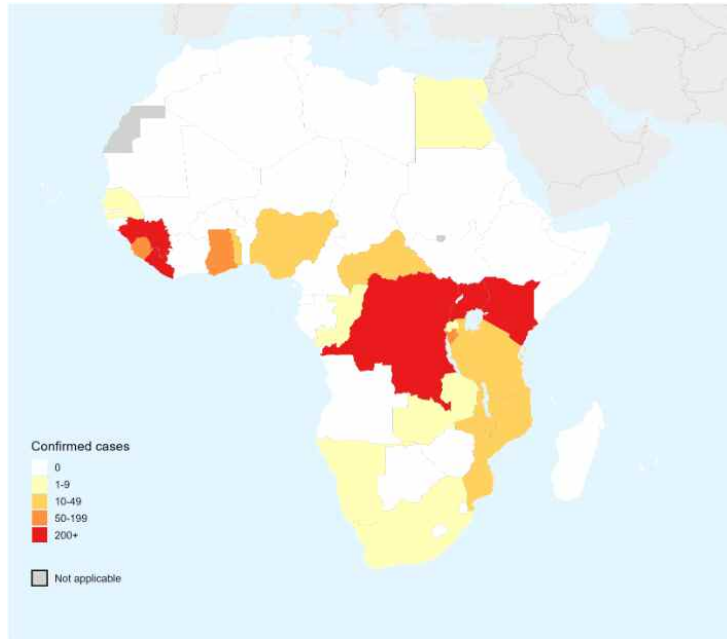 Confirmed cases
0
1-9
10-49
50-199
200+
Not applicable